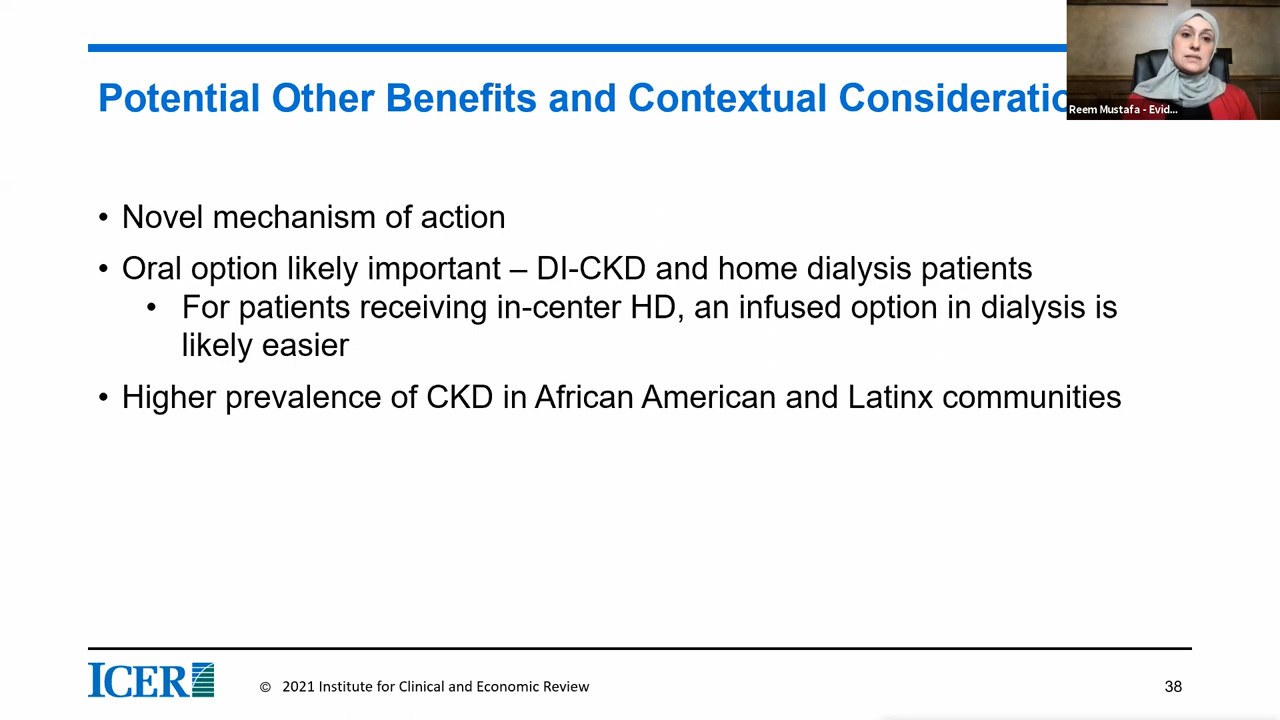 Potential Other Benefits and Contextual Consideratio
Reem Mustafa - Evid...
• Novel mechanism of action
• Oral option likely important – DI-CKD and home dialysis patients
• For patients receiving in-center HD, an infused option in dialysis is
likely easier
• Higher prevalence of CKD in African American and Latinx communities
ICER
© 2021 Institute for Clinical and Economic Review
38